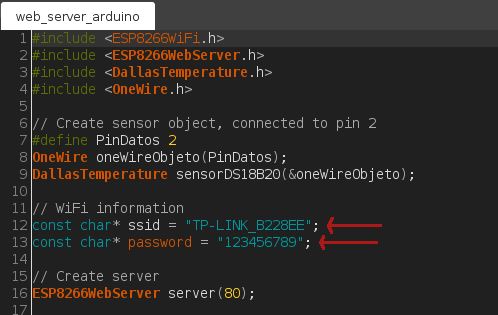 web_server_arduino
1 #include <ESP8266WiFi.h>
2 #include <ESP8266WebServer.h>
3 #include <DallasTemperature.h>
4 #include <OneWire.h>
5
6 // Create sensor object, connected to pin 2
7 #define PinDatos 2
8 OneWire oneWireObjeto(PinDatos);
9 DallasTemperature sensorDS18B20(&oneWireObjeto);
10
11 // WiFi information
12 const char* ssid = "TP-LINK_B228EE";
13 const char* password = "123456789";
14
15 // Create server
16 ESP8266WebServer server(80);
17